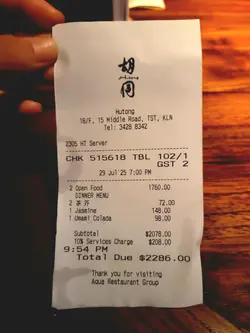 胡同
Hutong
18/F, 15 Middle Road, TST, KLN
Tel: 3428 8342
2305 HT Server
CHK 515618 TBL 102/1
GST 2
29 Jul'25 7:00 PM
2 Open Food 1760.00
DINNER MENU
2 茶芥 72.00
1 Jasmine 148.00
1 Umami Colada 98.00
Subtotal $2078.00
10% Services Charge $208.00
9:54 PM
Total Due $2286.00
Thank you for visiting
Aqua Restaurant Group